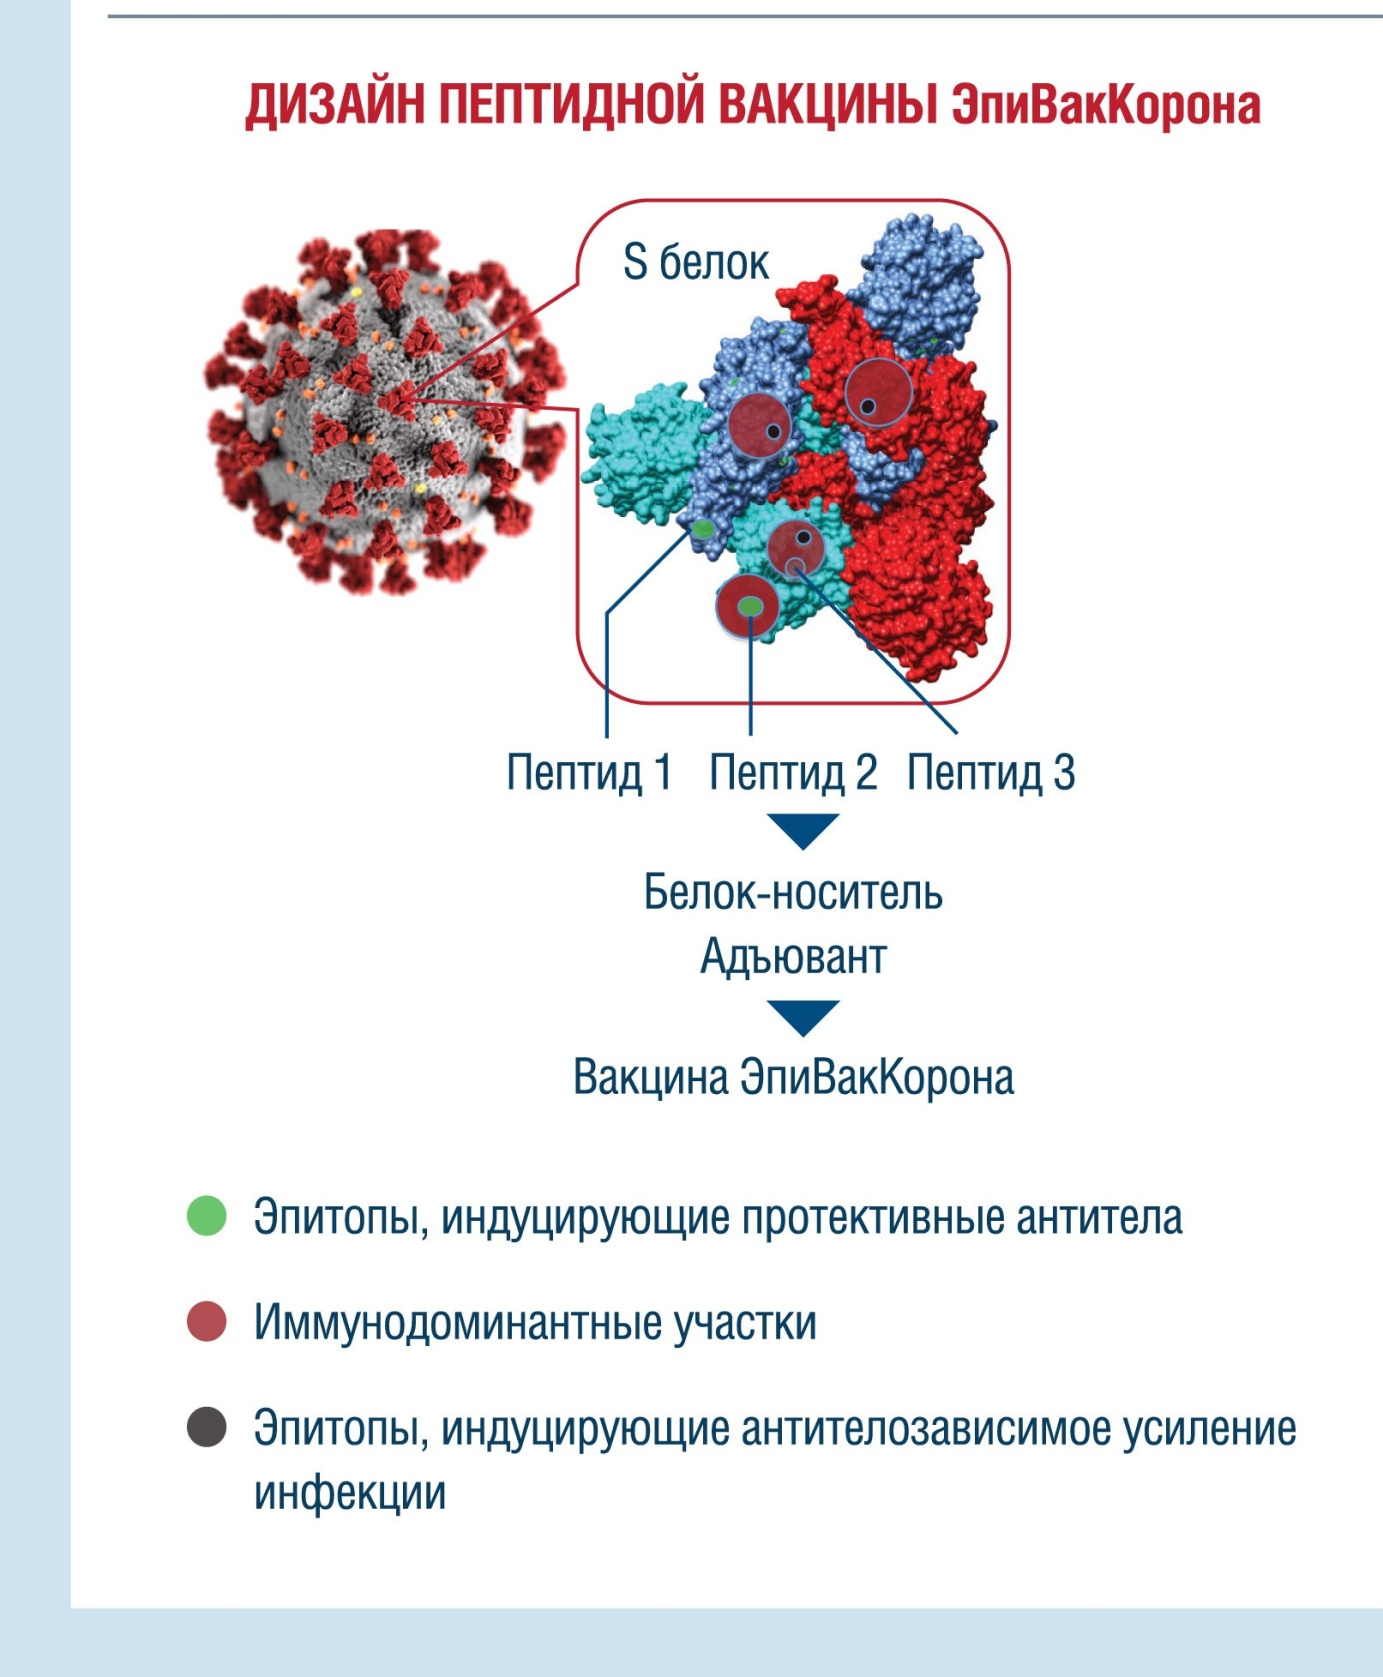 ДИЗАЙН ПЕПТИДНОЙ ВАКЦИНЫ ЭпиВакКорона
S белок
Пептид 1 Пептид 2 Пептид 3
Белок-носитель
Адъювант
Вакцина ЭпиВакКорона
Эпитопы, индуцирующие протективные антитела
Иммунодоминантные участки
Эпитопы, индуцирующие антителозависимое усиление
инфекции